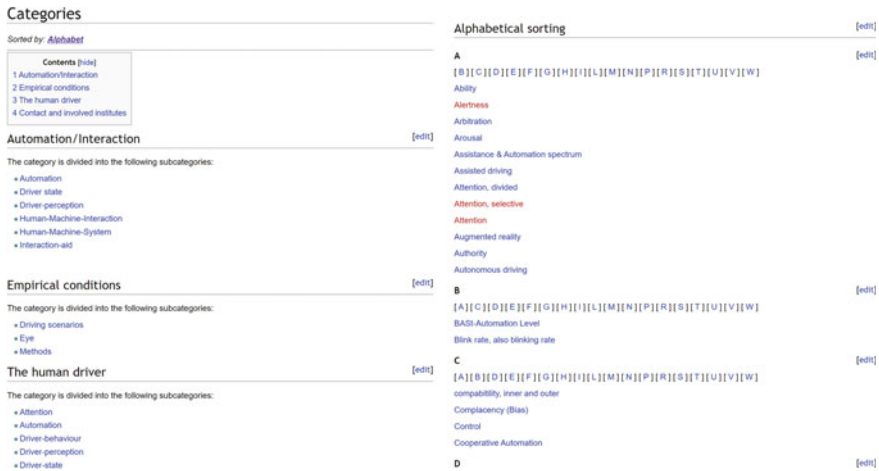 Categories
Sorted by: Alphabet
Contents [hide]
1 Automation/Interaction
2 Empirical conditions
3 The human driver
4 Contact and involved institutes
Automation/Interaction [edit]
The category is divided into the following subcategories:
Automation
Driver state
Driver-perception
Human-Machine-Interaction
Human-Machine-System
Interaction-aid
Empirical conditions [edit]
The category is divided into the following subcategories:
Driving scenarios
Eye
Methods
The human driver [edit]
The category is divided into the following subcategories:
Attention
Automation
Driver-behaviour
Driver-perception
Driver-state
Alphabetical sorting [edit]
A [edit]
[ B ] [ C ] [ D ] [ E ] [ F ] [ G ] [ H ] [ I ] [ L ] [ M ] [ N ] [ P ] [ R ] [ S ] [ T ] [ U ] [ V ] [ W ]
Ability
Alertness
Arbitration
Arousal
Assistance & Automation spectrum
Assisted driving
Attention, divided
Attention, selective
Attention
Augmented reality
Authority
Autonomous driving
B [edit]
[ A ] [ C ] [ D ] [ E ] [ F ] [ G ] [ H ] [ I ] [ L ] [ M ] [ N ] [ P ] [ R ] [ S ] [ T ] [ U ] [ V ] [ W ]
BASt-Automation Level
Blink rate, also blinking rate
C [edit]
[ A ] [ B ] [ D ] [ E ] [ F ] [ G ] [ H ] [ I ] [ L ] [ M ] [ N ] [ P ] [ R ] [ S ] [ T ] [ U ] [ V ] [ W ]
compabitility, inner and outer
Complacency (Bias)
Control
Cooperative Automation
D [edit]